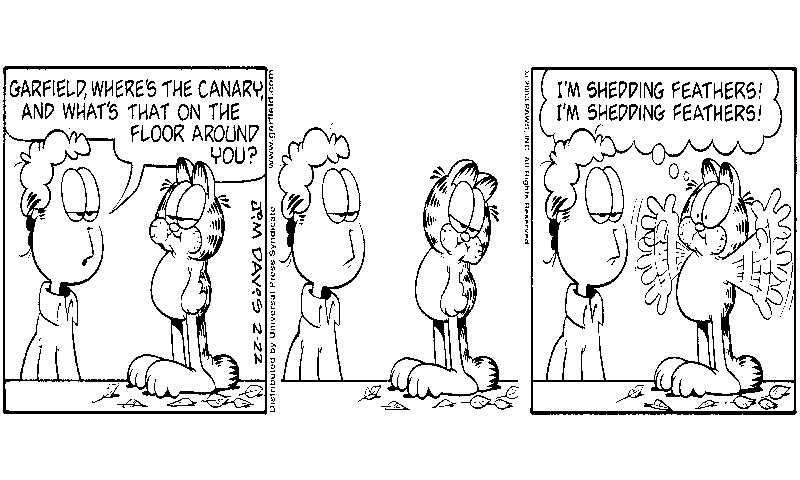 GARFIELD, WHERE'S THE CANARY,
AND WHAT'S THAT ON THE
FLOOR AROUND
YOU?
JIM DAVIS 2-22
www.garfield.com
Distributed by Universal Press Syndicate
PAWS, INC. All Rights Reserved
I'M SHEDDING FEATHERS!
I'M SHEDDING FEATHERS!